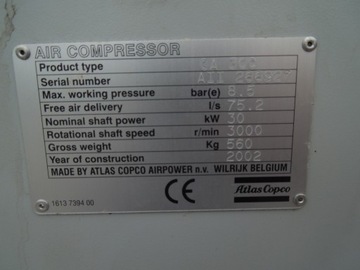 AIR COMPRESSOR
Product type
Serial number AII
Max. working pressure bar(e) 8.5
Free air delivery l/s 75.2
Nominal shaft power kW 30
Rotational shaft speed r/min 3000
Gross weight Kg 560
Year of construction 2002
MADE BY ATLAS COPCO AIRPOWER n.v. WILRIJK BELGIUM
CE
Atlas Copco
1613 7394 00